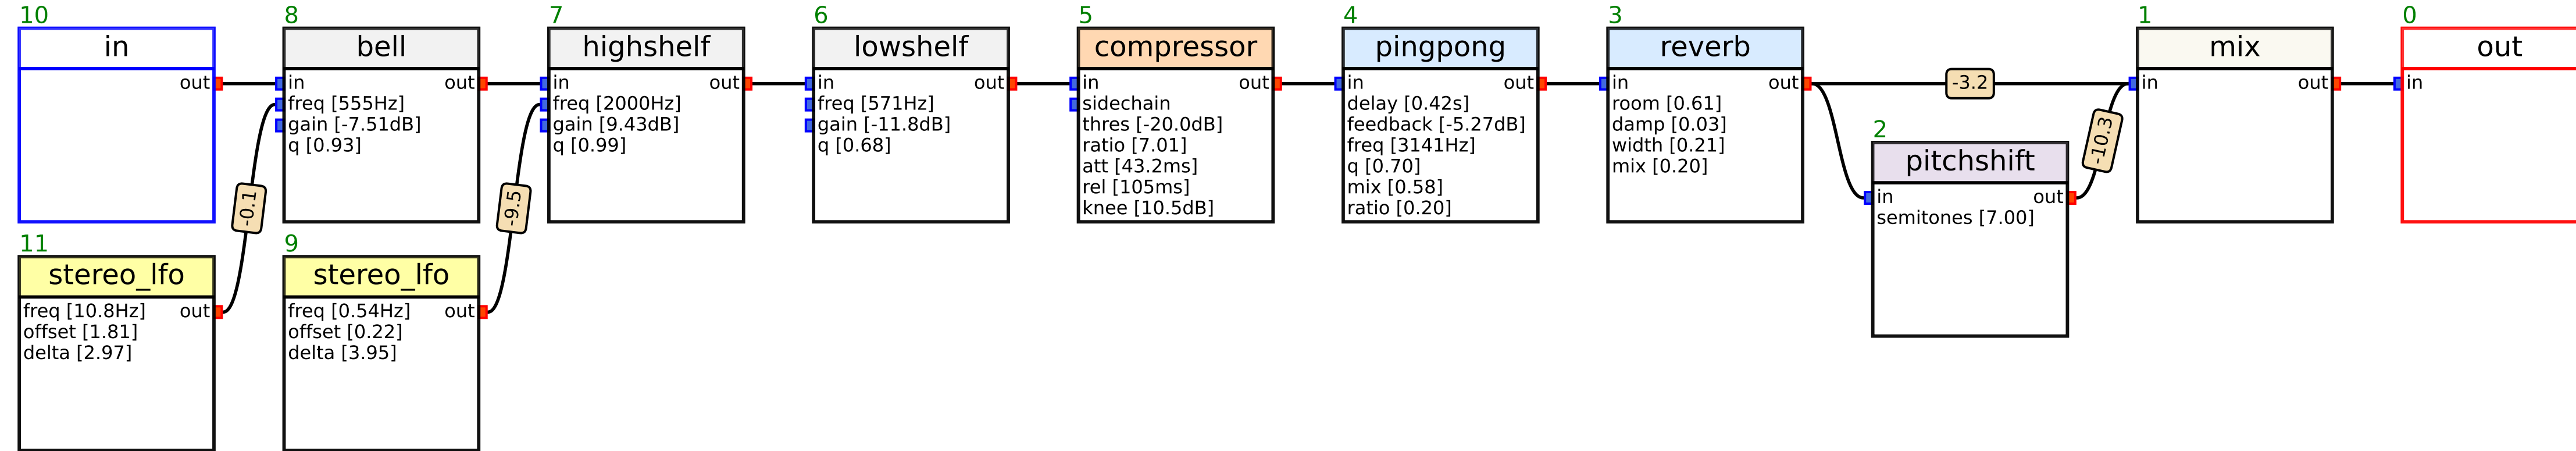 10
in
out
8
bell
in
out
freq [555Hz]
gain [-7.51dB]
q [0.93]
7
highshelf
in
out
freq [2000Hz]
gain [9.43dB]
q [0.99]
6
lowshelf
in
out
freq [571Hz]
gain [-11.8dB]
q [0.68]
5
compressor
in
out
sidechain
thres [-20.0dB]
ratio [7.01]
att [43.2ms]
rel [105ms]
knee [10.5dB]
4
pingpong
in
out
delay [0.42s]
feedback [-5.27dB]
freq [3141Hz]
q [0.70]
mix [0.58]
ratio [0.20]
3
reverb
in
out
room [0.61]
damp [0.03]
width [0.21]
mix [0.20]
-3.2
1
mix
in
out
0
out
in
2
pitchshift
in
out
semitones [7.00]
-10.3
-0.1
-9.5
11
stereo_lfo
freq [10.8Hz]
out
offset [1.81]
delta [2.97]
9
stereo_lfo
freq [0.54Hz]
out
offset [0.22]
delta [3.95]